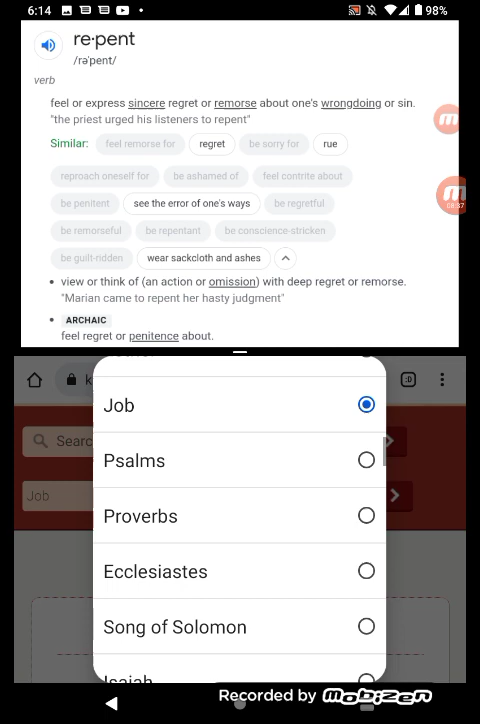 6:14
98%
re·pent
/rəˈpent/
verb
feel or express sincere regret or remorse about one's wrongdoing or sin.
"the priest urged his listeners to repent"
Similar: feel remorse for regret be sorry for rue
reproach oneself for be ashamed of feel contrite about
be penitent see the error of one's ways be regretful
be remorseful be repentant be conscience-stricken
be guilt-ridden wear sackcloth and ashes
• view or think of (an action or omission) with deep regret or remorse.
"Marian came to repent her hasty judgment"
• ARCHAIC
feel regret or penitence about.
k
:D
Job
Searc
Psalms
Job
Proverbs
Ecclesiastes
Song of Solomon
Isaiah
Recorded by Mobizen